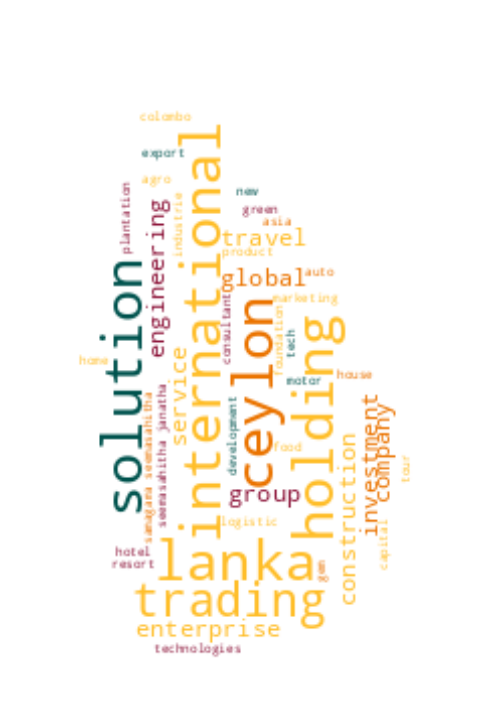 colombo
international
export
agro
plantation
industrie
new
engineering
green
asia
travel
product
solution
global
auto
consultant
marketing
ceylon
foundation
tech
holding
service
home
motor
house
samagama seemasahitha
seemasahitha janatha
development
investment
company
construction
food
tour
group
logistic
capital
lanka
hotel
resort
gem
trading
enterprise
technologies